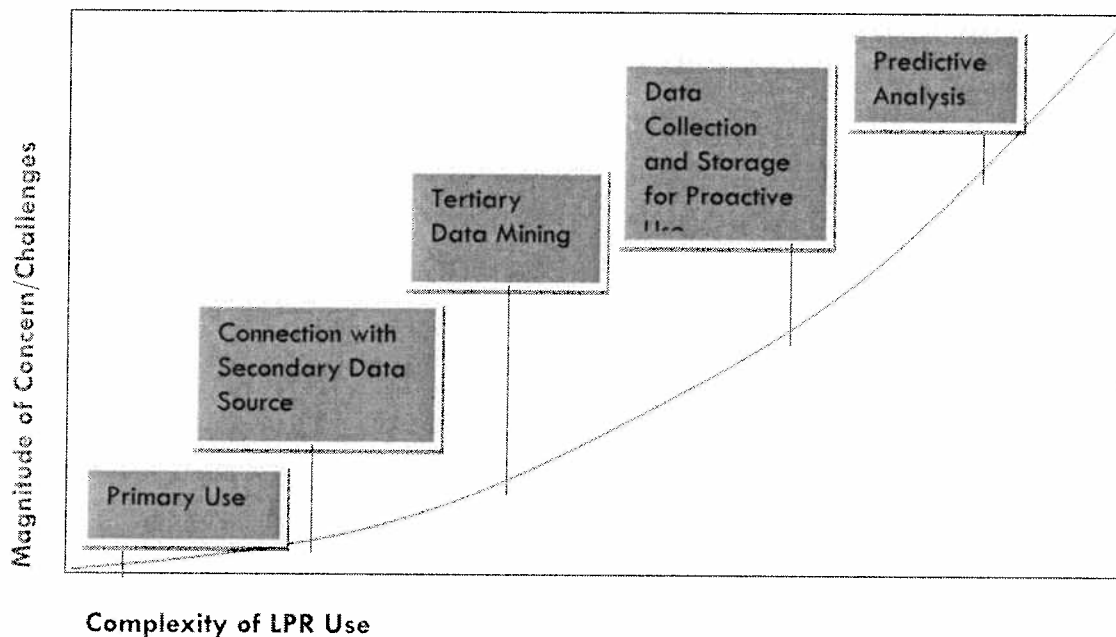 Magnitude of Concern/Challenges
Primary Use
Connection with
Secondary Data
Source
Tertiary
Data Mining
Data
Collection
and Storage
for Proactive
Use
Predictive
Analysis
Complexity of LPR Use